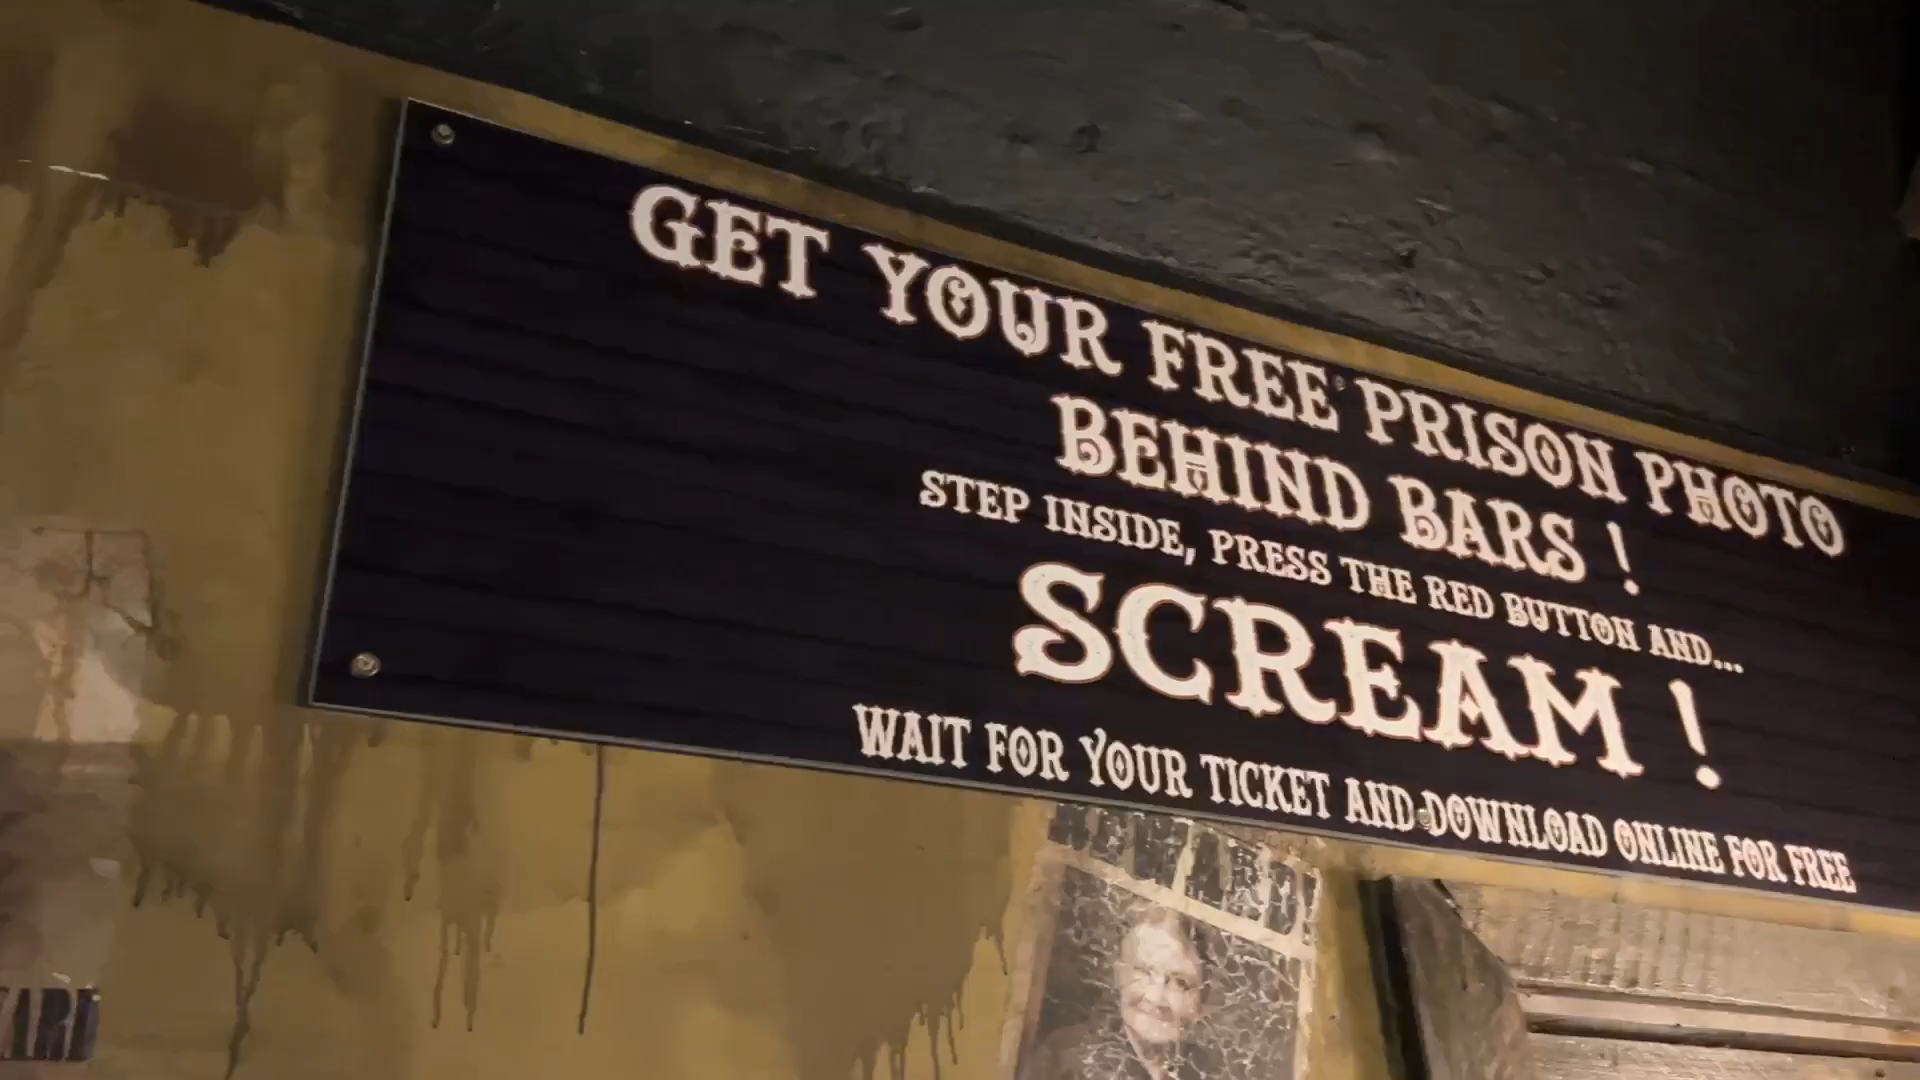 GET YOUR FREE PRISON PHOTO
BEHIND BARS !
STEP INSIDE, PRESS THE RED BUTTON AND...
SCREAM !
WAIT FOR YOUR TICKET AND DOWNLOAD ONLINE FOR FREE